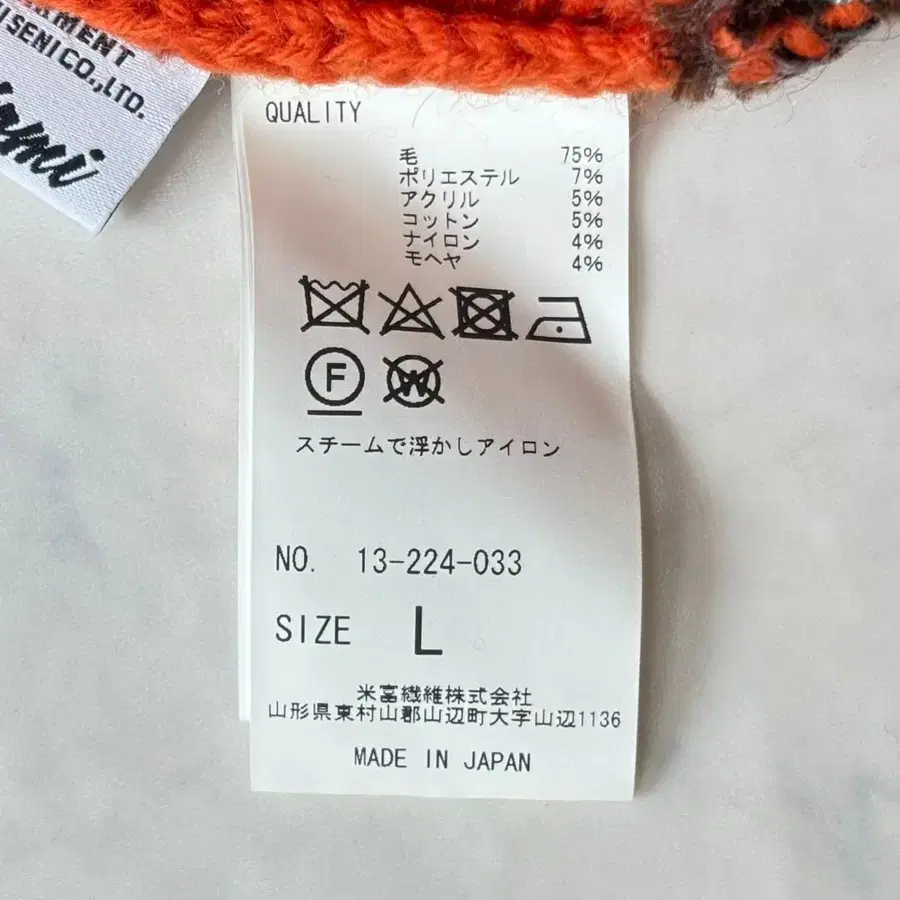 MENT
ISENI CO.,LTD.
QUALITY
毛 75%
ポリエステル 7%
アクリル 5%
コットン 5%
ナイロン 4%
モヘヤ 4%
F
W
スチームで浮かしアイロン
NO. 13-224-033
SIZE L
米富繊維株式会社
山形県東村山郡山辺町大字山辺1136
MADE IN JAPAN